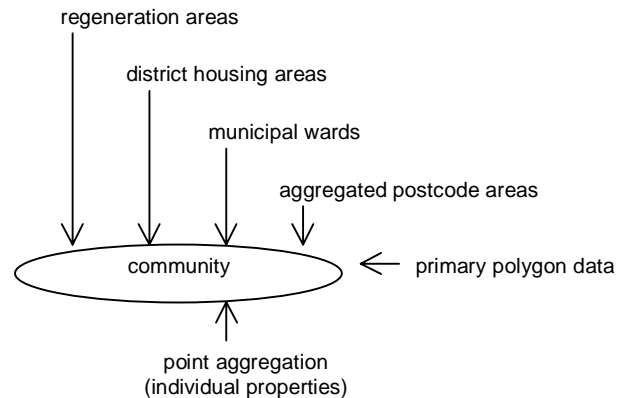 regeneration areas
district housing areas
municipal wards
aggregated postcode areas
community
primary polygon data
point aggregation
(individual properties)